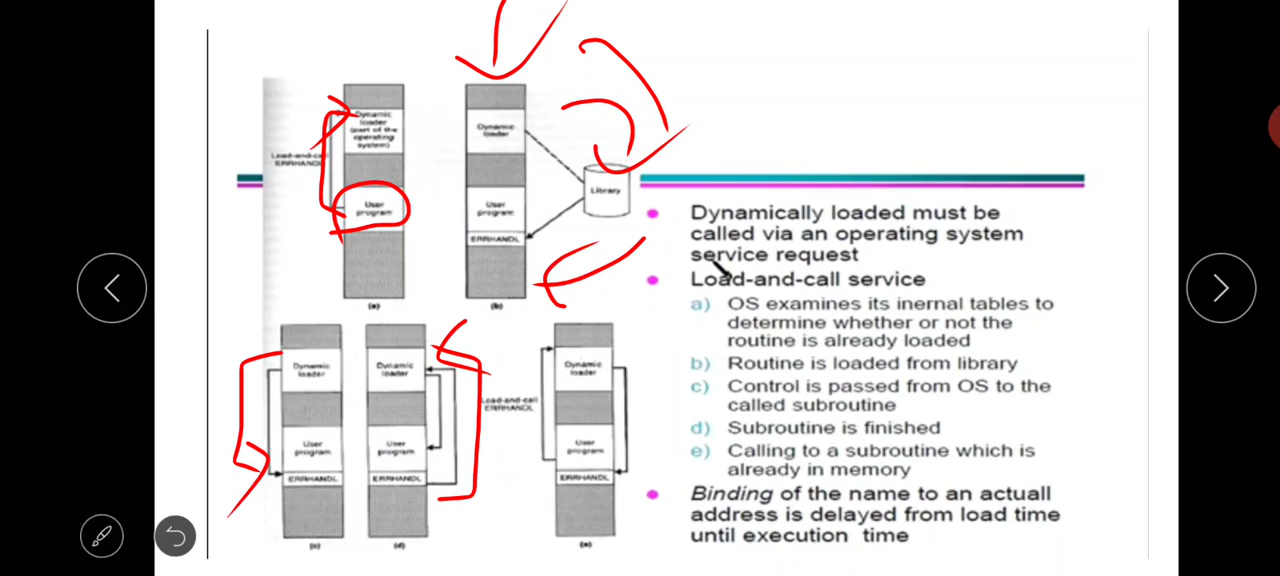 Dynamic
loader
(part of the
operating
system)
Load-and-call
ERRHANDL
User
program
(a)
Dynamic
loader
Library
User
program
ERRHANDL
(b)
Dynamic
loader
User
program
ERRHANDL
(c)
Dynamic
loader
User
program
ERRHANDL
(d)
Load-and-call
ERRHANDL
Dynamic
loader
User
program
ERRHANDL
(e)
Dynamically loaded must be
called via an operating system
service request
Load-and-call service
a) OS examines its inernal tables to
determine whether or not the
routine is already loaded
b) Routine is loaded from library
c) Control is passed from OS to the
called subroutine
d) Subroutine is finished
e) Calling to a subroutine which is
already in memory
Binding of the name to an actuall
address is delayed from load time
until execution time